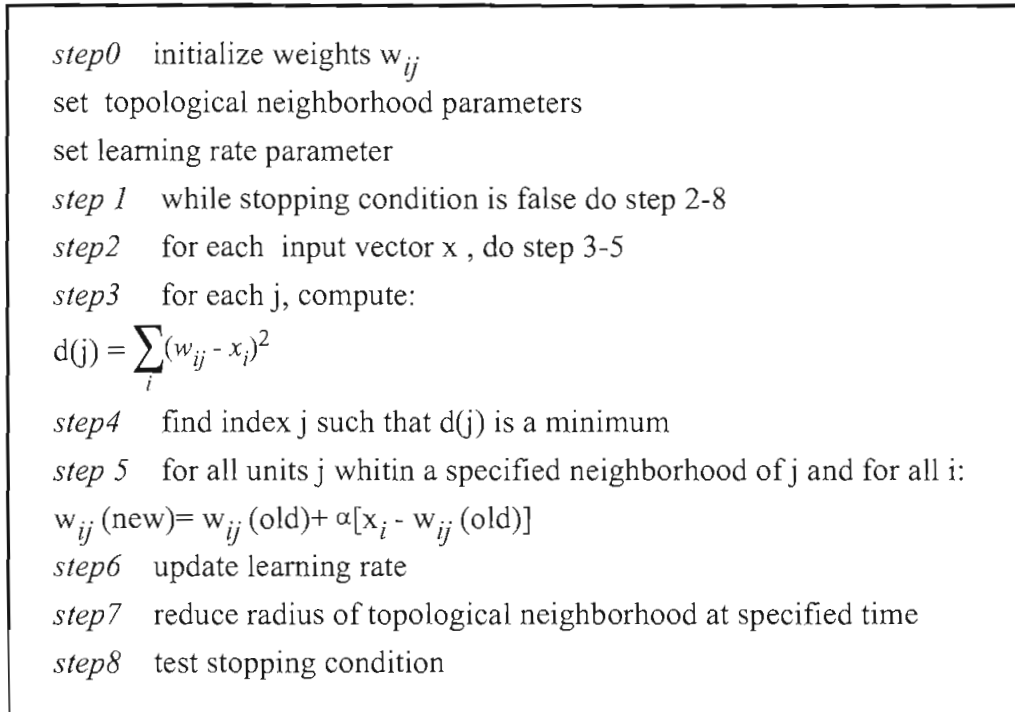 step0 initialize weights w_ij
set topological neighborhood parameters
set learning rate parameter
step 1 while stopping condition is false do step 2-8
step2 for each input vector x , do step 3-5
step3 for each j, compute:
d(j) = ∑_i (w_ij - x_i)^2
step4 find index j such that d(j) is a minimum
step 5 for all units j whitin a specified neighborhood of j and for all i:
w_ij (new)= w_ij (old)+ α[x_i - w_ij (old)]
step6 update learning rate
step7 reduce radius of topological neighborhood at specified time
step8 test stopping condition